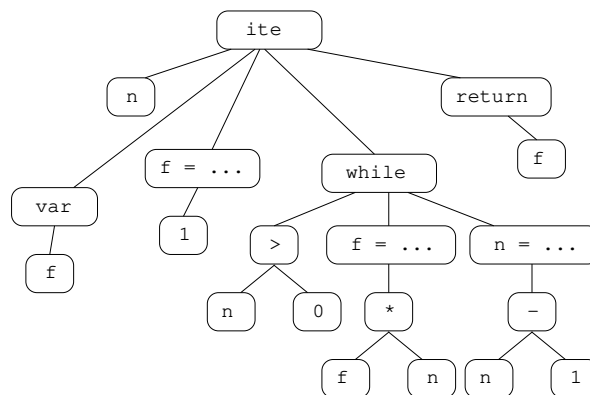 ite
n
return
f = ...
f
while
var
1
>
f = ...
n = ...
f
n
0
*
-
f
n
n
1